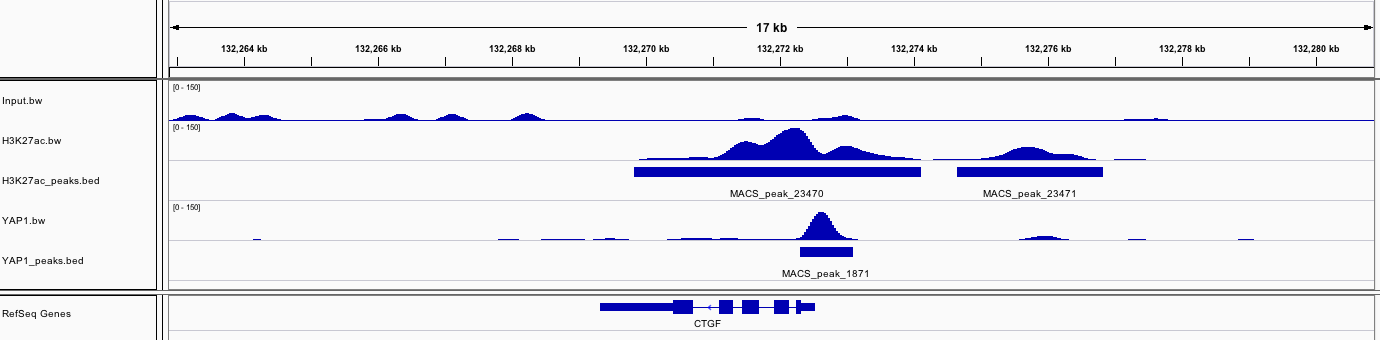 17 kb
132,264 kb 132,266 kb 132,268 kb 132,270 kb 132,272 kb 132,274 kb 132,276 kb 132,278 kb 132,280 kb
[0 - 150]
Input.bw
[0 - 150]
H3K27ac.bw
H3K27ac_peaks.bed
MACS_peak_23470 MACS_peak_23471
[0 - 150]
YAP1.bw
YAP1_peaks.bed
MACS_peak_1871
RefSeq Genes
CTGF